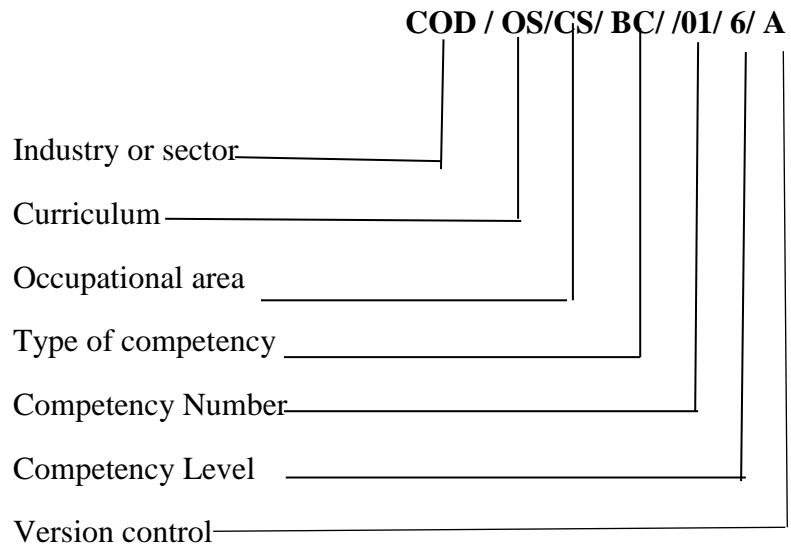 COD / OS/CS/ BC/ /01/ 6/ A
Industry or sector
Curriculum
Occupational area
Type of competency
Competency Number
Competency Level
Version control